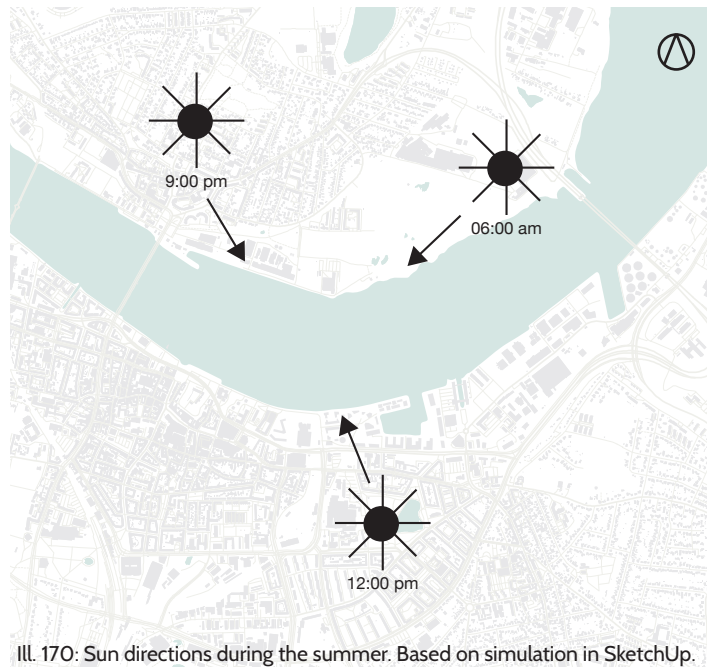 9:00 pm
06:00 am
12:00 pm
Ill. 170: Sun directions during the summer. Based on simulation in SketchUp.